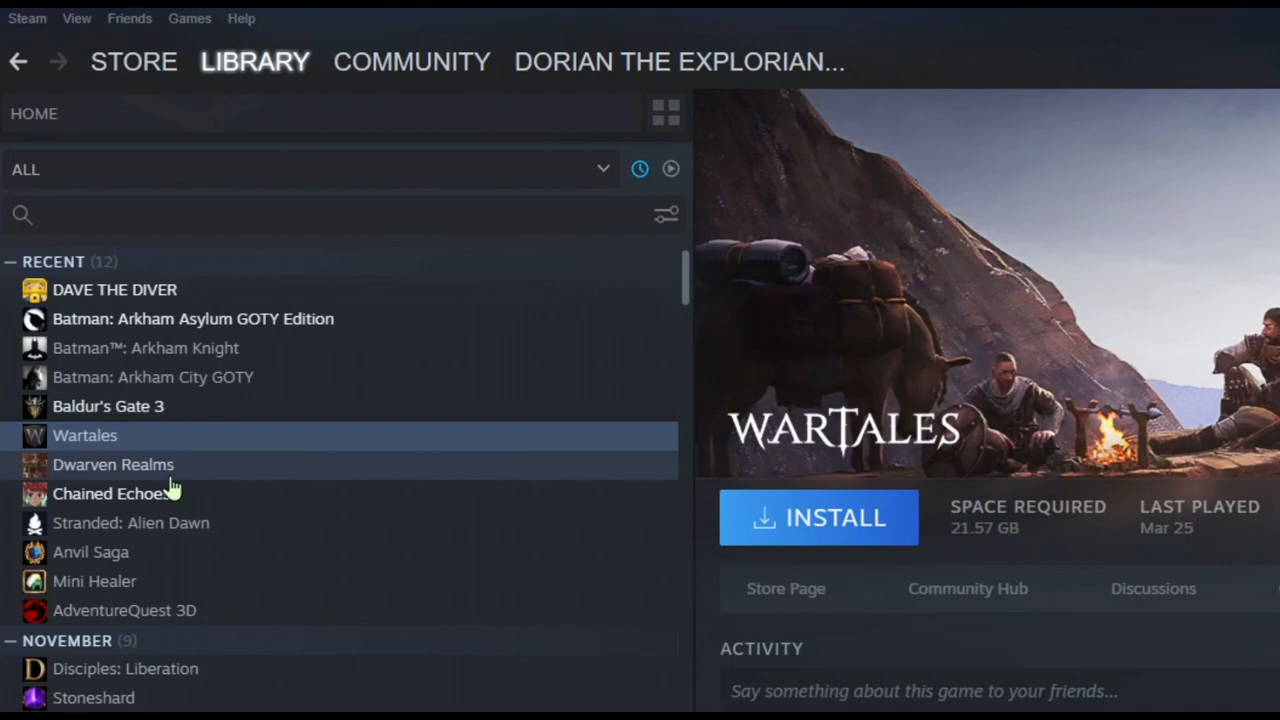 Steam View Friends Games Help
STORE LIBRARY COMMUNITY DORIAN THE EXPLORIAN...
HOME
ALL
RECENT (12)
DAVE THE DIVER
Batman: Arkham Asylum GOTY Edition
Batman™: Arkham Knight
Batman: Arkham City GOTY
Baldur's Gate 3
Wartales
Dwarven Realms
Chained Echoes
Stranded: Alien Dawn
Anvil Saga
Mini Healer
AdventureQuest 3D
NOVEMBER (9)
Disciples: Liberation
Stoneshard
WARTALES
INSTALL
SPACE REQUIRED
21.57 GB
LAST PLAYED
Mar 25
Store Page Community Hub Discussions
ACTIVITY
Say something about this game to your friends...